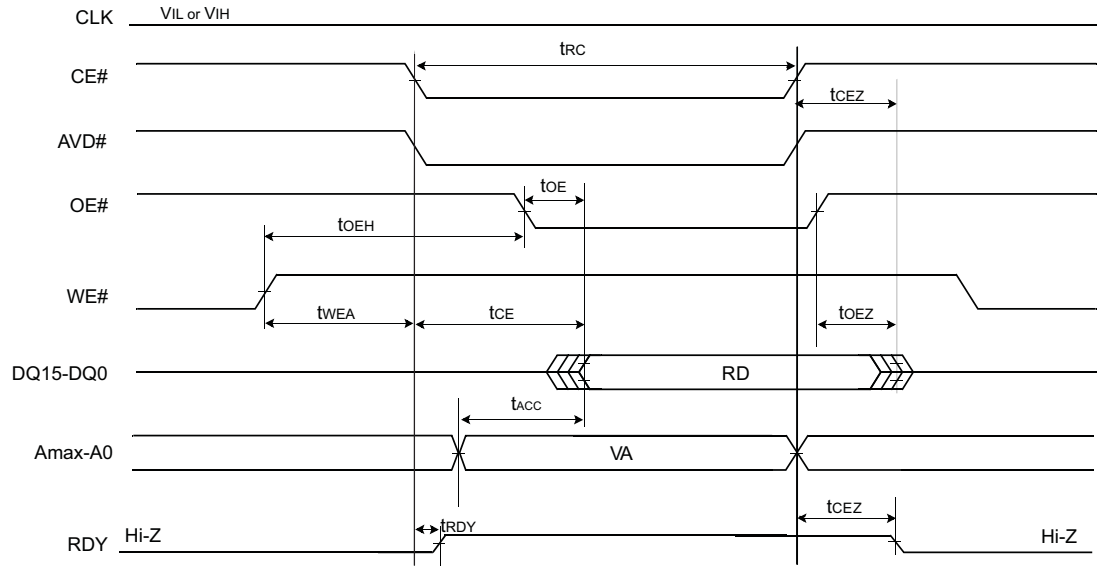 CLK VIL or VIH
tRC
CE#
tCEZ
AVD#
tOE
OE#
tOEH
WE#
tWEA tCE tOEZ
DQ15-DQ0 RD
tACC
Amax-A0 VA
tCEZ
tRDY
RDY Hi-Z Hi-Z